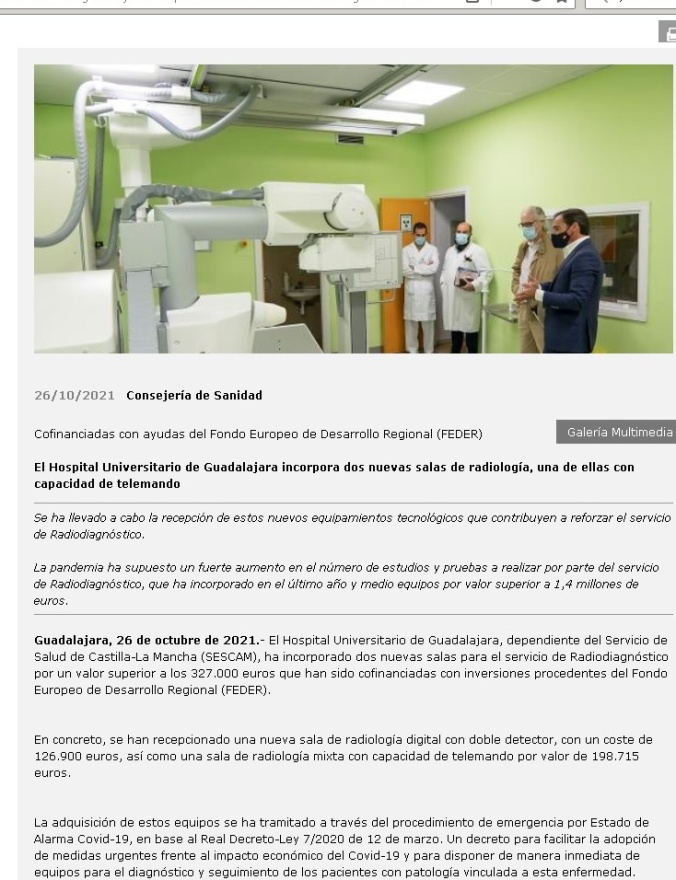 26/10/2021 Consejería de Sanidad
Cofinanciadas con ayudas del Fondo Europeo de Desarrollo Regional (FEDER)
Galería Multimedia
El Hospital Universitario de Guadalajara incorpora dos nuevas salas de radiología, una de ellas con
capacidad de telemando
Se ha llevado a cabo la recepción de estos nuevos equipamientos tecnológicos que contribuyen a reforzar el servicio
de Radiodiagnóstico.
La pandemia ha supuesto un fuerte aumento en el número de estudios y pruebas a realizar por parte del servicio
de Radiodiagnóstico, que ha incorporado en el último año y medio equipos por valor superior a 1,4 millones de
euros.
Guadalajara, 26 de octubre de 2021.- El Hospital Universitario de Guadalajara, dependiente del Servicio de
Salud de Castilla-La Mancha (SESCAM), ha incorporado dos nuevas salas para el servicio de Radiodiagnóstico
por un valor superior a los 327.000 euros que han sido cofinanciadas con inversiones procedentes del Fondo
Europeo de Desarrollo Regional (FEDER).
En concreto, se han recepcionado una nueva sala de radiología digital con doble detector, con un coste de
126.900 euros, así como una sala de radiología mixta con capacidad de telemando por valor de 198.715
euros.
La adquisición de estos equipos se ha tramitado a través del procedimiento de emergencia por Estado de
Alarma Covid-19, en base al Real Decreto-Ley 7/2020 de 12 de marzo. Un decreto para facilitar la adopción
de medidas urgentes frente al impacto económico del Covid-19 y para disponer de manera inmediata de
equipos para el diagnóstico y seguimiento de los pacientes con patología vinculada a esta enfermedad.